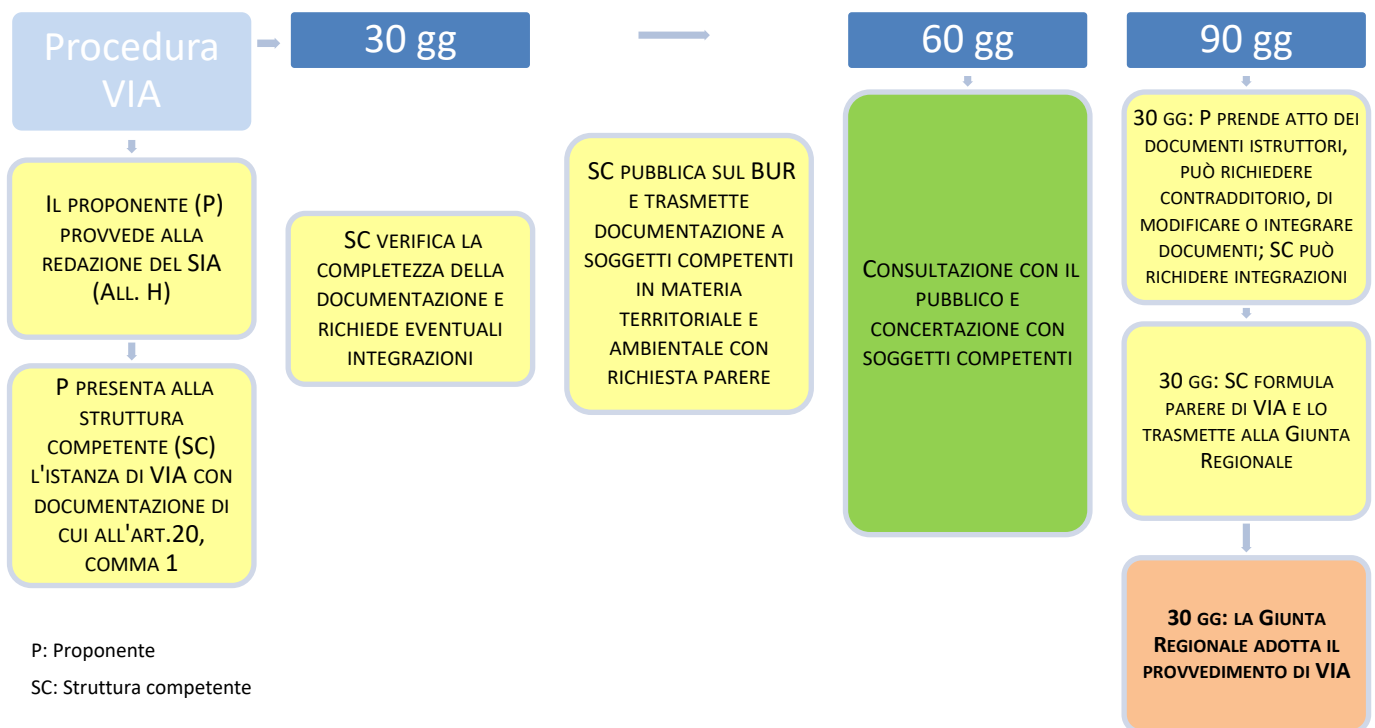 Procedura
VIA
30 gg
60 gg
90 gg
IL PROPONENTE (P)
PROVVEDE ALLA
REDAZIONE DEL SIA
(ALL. H)
P PRESENTA ALLA
STRUTTURA
COMPETENTE (SC)
L'ISTANZA DI VIA CON
DOCUMENTAZIONE DI
CUI ALL'ART.20,
COMMA 1
SC VERIFICA LA
COMPLETEZZA DELLA
DOCUMENTAZIONE E
RICHIEDE EVENTUALI
INTEGRAZIONI
SC PUBBLICA SUL BUR
E TRASMETTE
DOCUMENTAZIONE A
SOGGETTI COMPETENTI
IN MATERIA
TERRITORIALE E
AMBIENTALE CON
RICHIESTA PARERE
CONSULTAZIONE CON IL
PUBBLICO E
CONCERTAZIONE CON
SOGGETTI COMPETENTI
30 GG: P PRENDE ATTO DEI
DOCUMENTI ISTRUTTORI,
PUÒ RICHIEDERE
CONTRADDITORIO, DI
MODIFICARE O INTEGRARE
DOCUMENTI; SC PUÒ
RICHIDERE INTEGRAZIONI
30 GG: SC FORMULA
PARERE DI VIA E LO
TRASMETTE ALLA GIUNTA
REGIONALE
30 GG: LA GIUNTA
REGIONALE ADOTTA IL
PROVVEDIMENTO DI VIA
P: Proponente
SC: Struttura competente